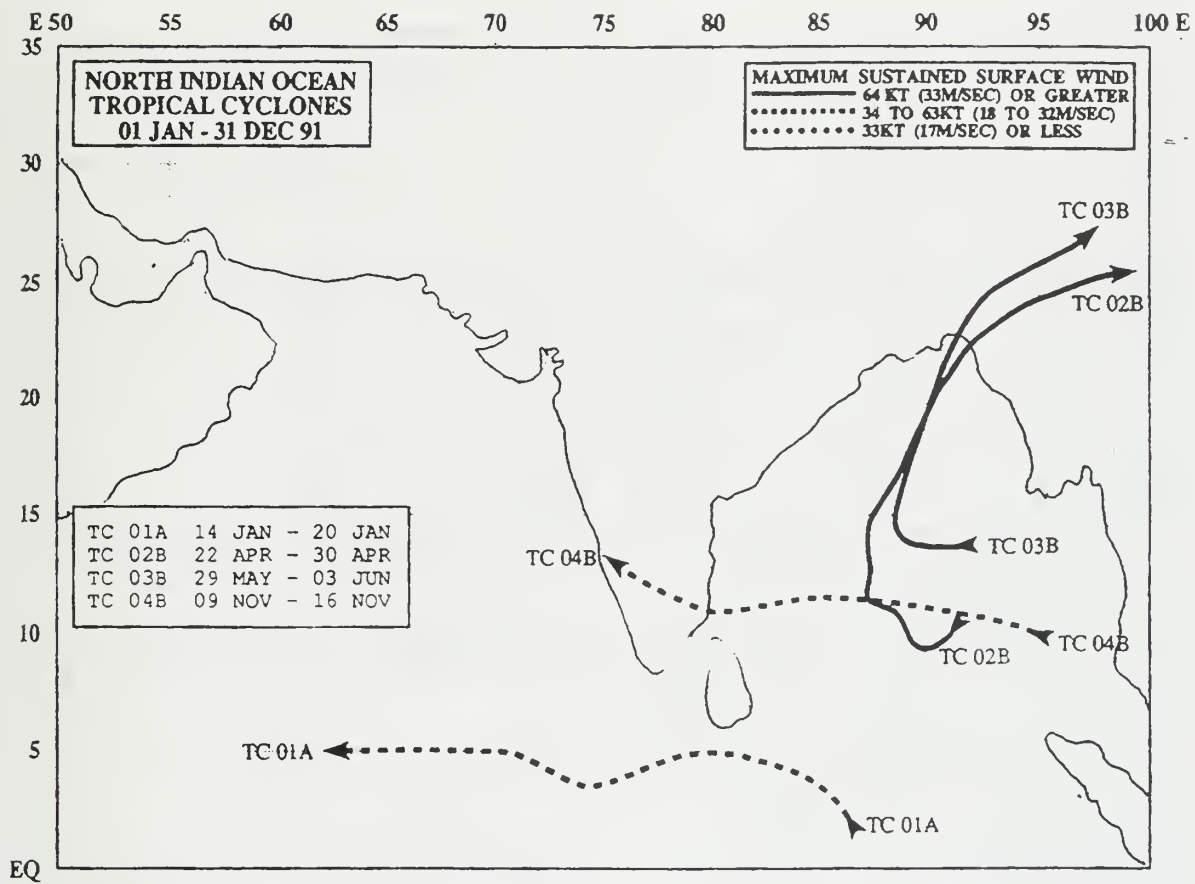 E 50 55 60 65 70 75 80 85 90 95 100 E
35
NORTH INDIAN OCEAN
TROPICAL CYCLONES
01 JAN - 31 DEC 91
MAXIMUM SUSTAINED SURFACE WIND
64 KT (33M/SEC) OR GREATER
34 TO 63KT (18 TO 32M/SEC)
33KT (17M/SEC) OR LESS
30
TC 03B
25
TC 02B
20
15
TC 01A 14 JAN - 20 JAN
TC 02B 22 APR - 30 APR
TC 03B 29 MAY - 03 JUN
TC 04B 09 NOV - 16 NOV
TC 04B
TC 03B
10
TC 02B
TC 04B
5
TC 01A
TC 01A
EQ